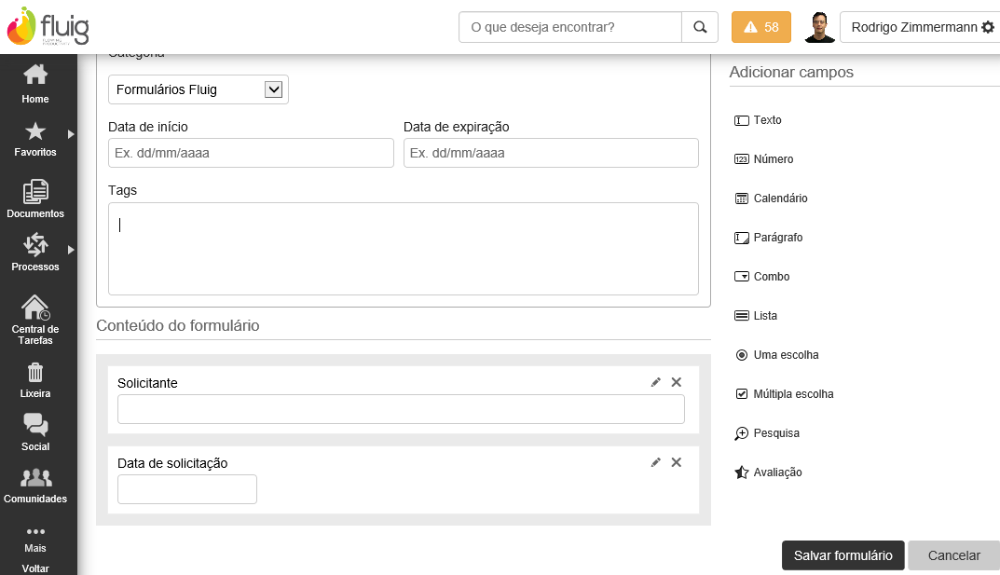 fluig
O que deseja encontrar?
58
Rodrigo Zimmermann
Home
Favoritos
Documentos
Processos
Central de
Tarefas
Lixeira
Social
Comunidades
Mais
Voltar
Categoria
Formulários Fluig
Data de início
Data de expiração
Ex. dd/mm/aaaa
Ex. dd/mm/aaaa
Tags
Conteúdo do formulário
Solicitante
Data de solicitação
Adicionar campos
Texto
123 Número
Calendário
Parágrafo
Combo
Lista
Uma escolha
Múltipla escolha
Pesquisa
Avaliação
Salvar formulário
Cancelar